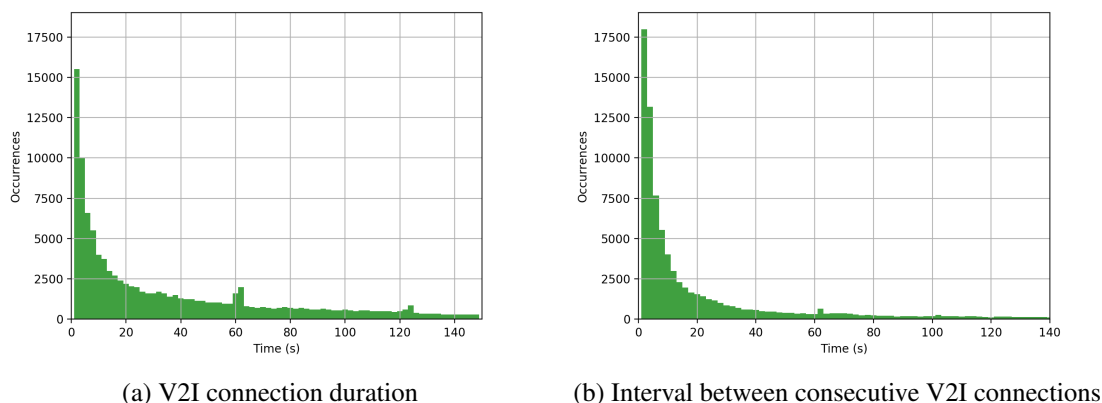 17500
15000
12500
10000
7500
5000
2500
0
Occurrences
0 20 40 60 80 100 120 140
Time (s)
(a) V2I connection duration
17500
15000
12500
10000
7500
5000
2500
0
Occurrences
0 20 40 60 80 100 120 140
Time (s)
(b) Interval between consecutive V2I connections